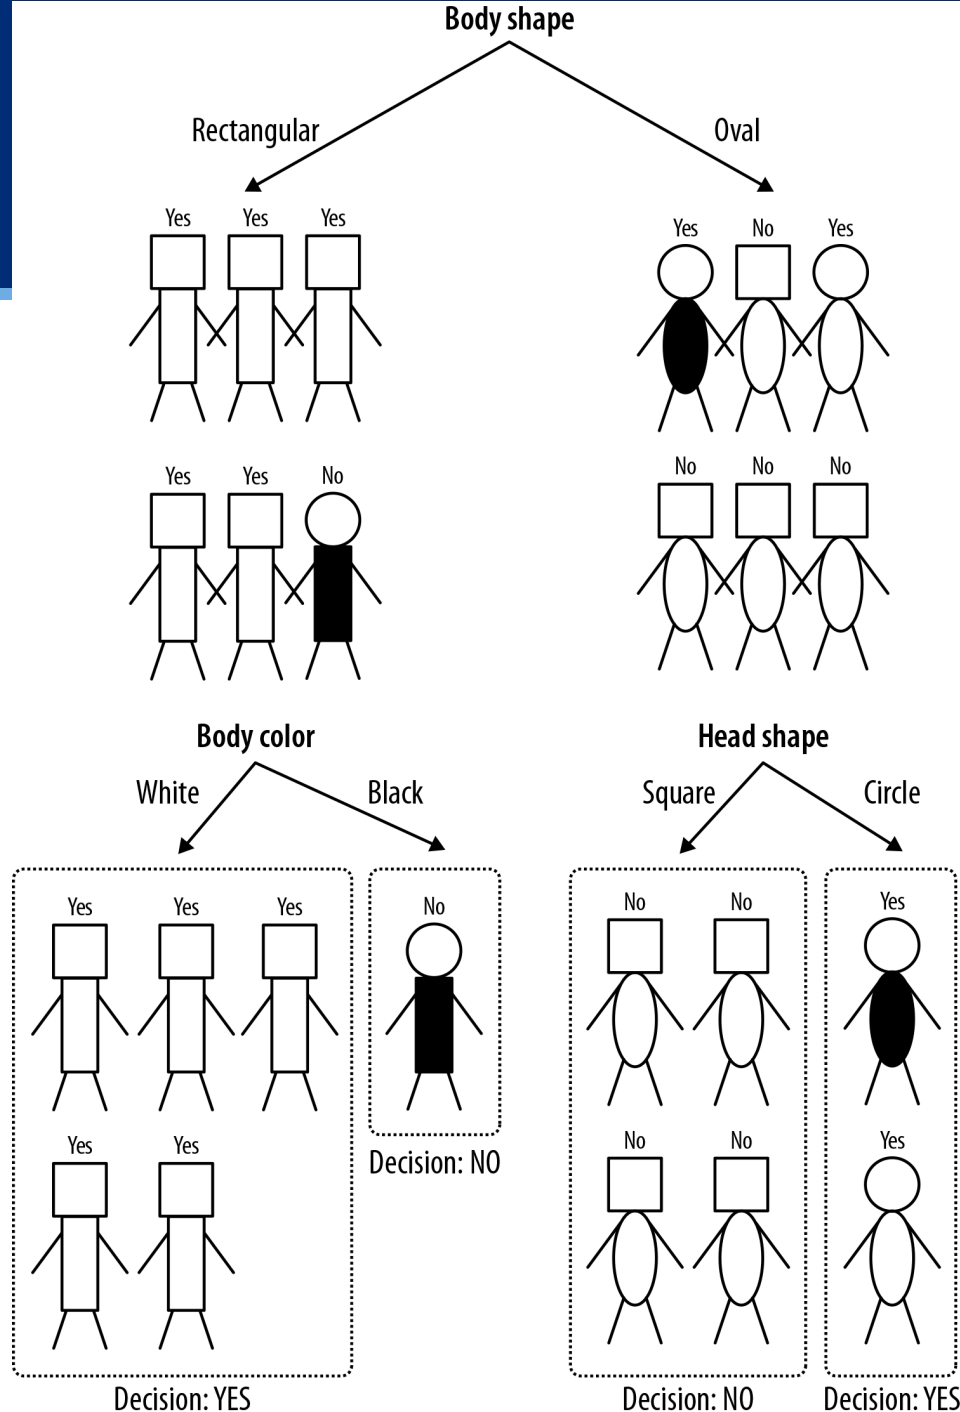 Body shape
Rectangular Oval
Yes Yes Yes
Yes No Yes
Yes Yes No
No No No
Body color Head shape
White Black Square Circle
Yes Yes Yes No No No Yes
Yes Yes No No Yes
Decision: NO
Decision: YES Decision: NO Decision: YES